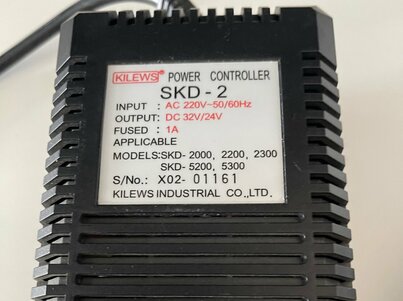 KILEWS® POWER CONTROLLER
SKD-2
INPUT : AC 220V~50/60Hz
OUTPUT: DC 32V/24V
FUSED : 1A
APPLICABLE
MODELS: SKD-2000, 2200, 2300
SKD-5200, 5300
S/No.: X02-01161
KILEWS INDUSTRIAL CO.,LTD.